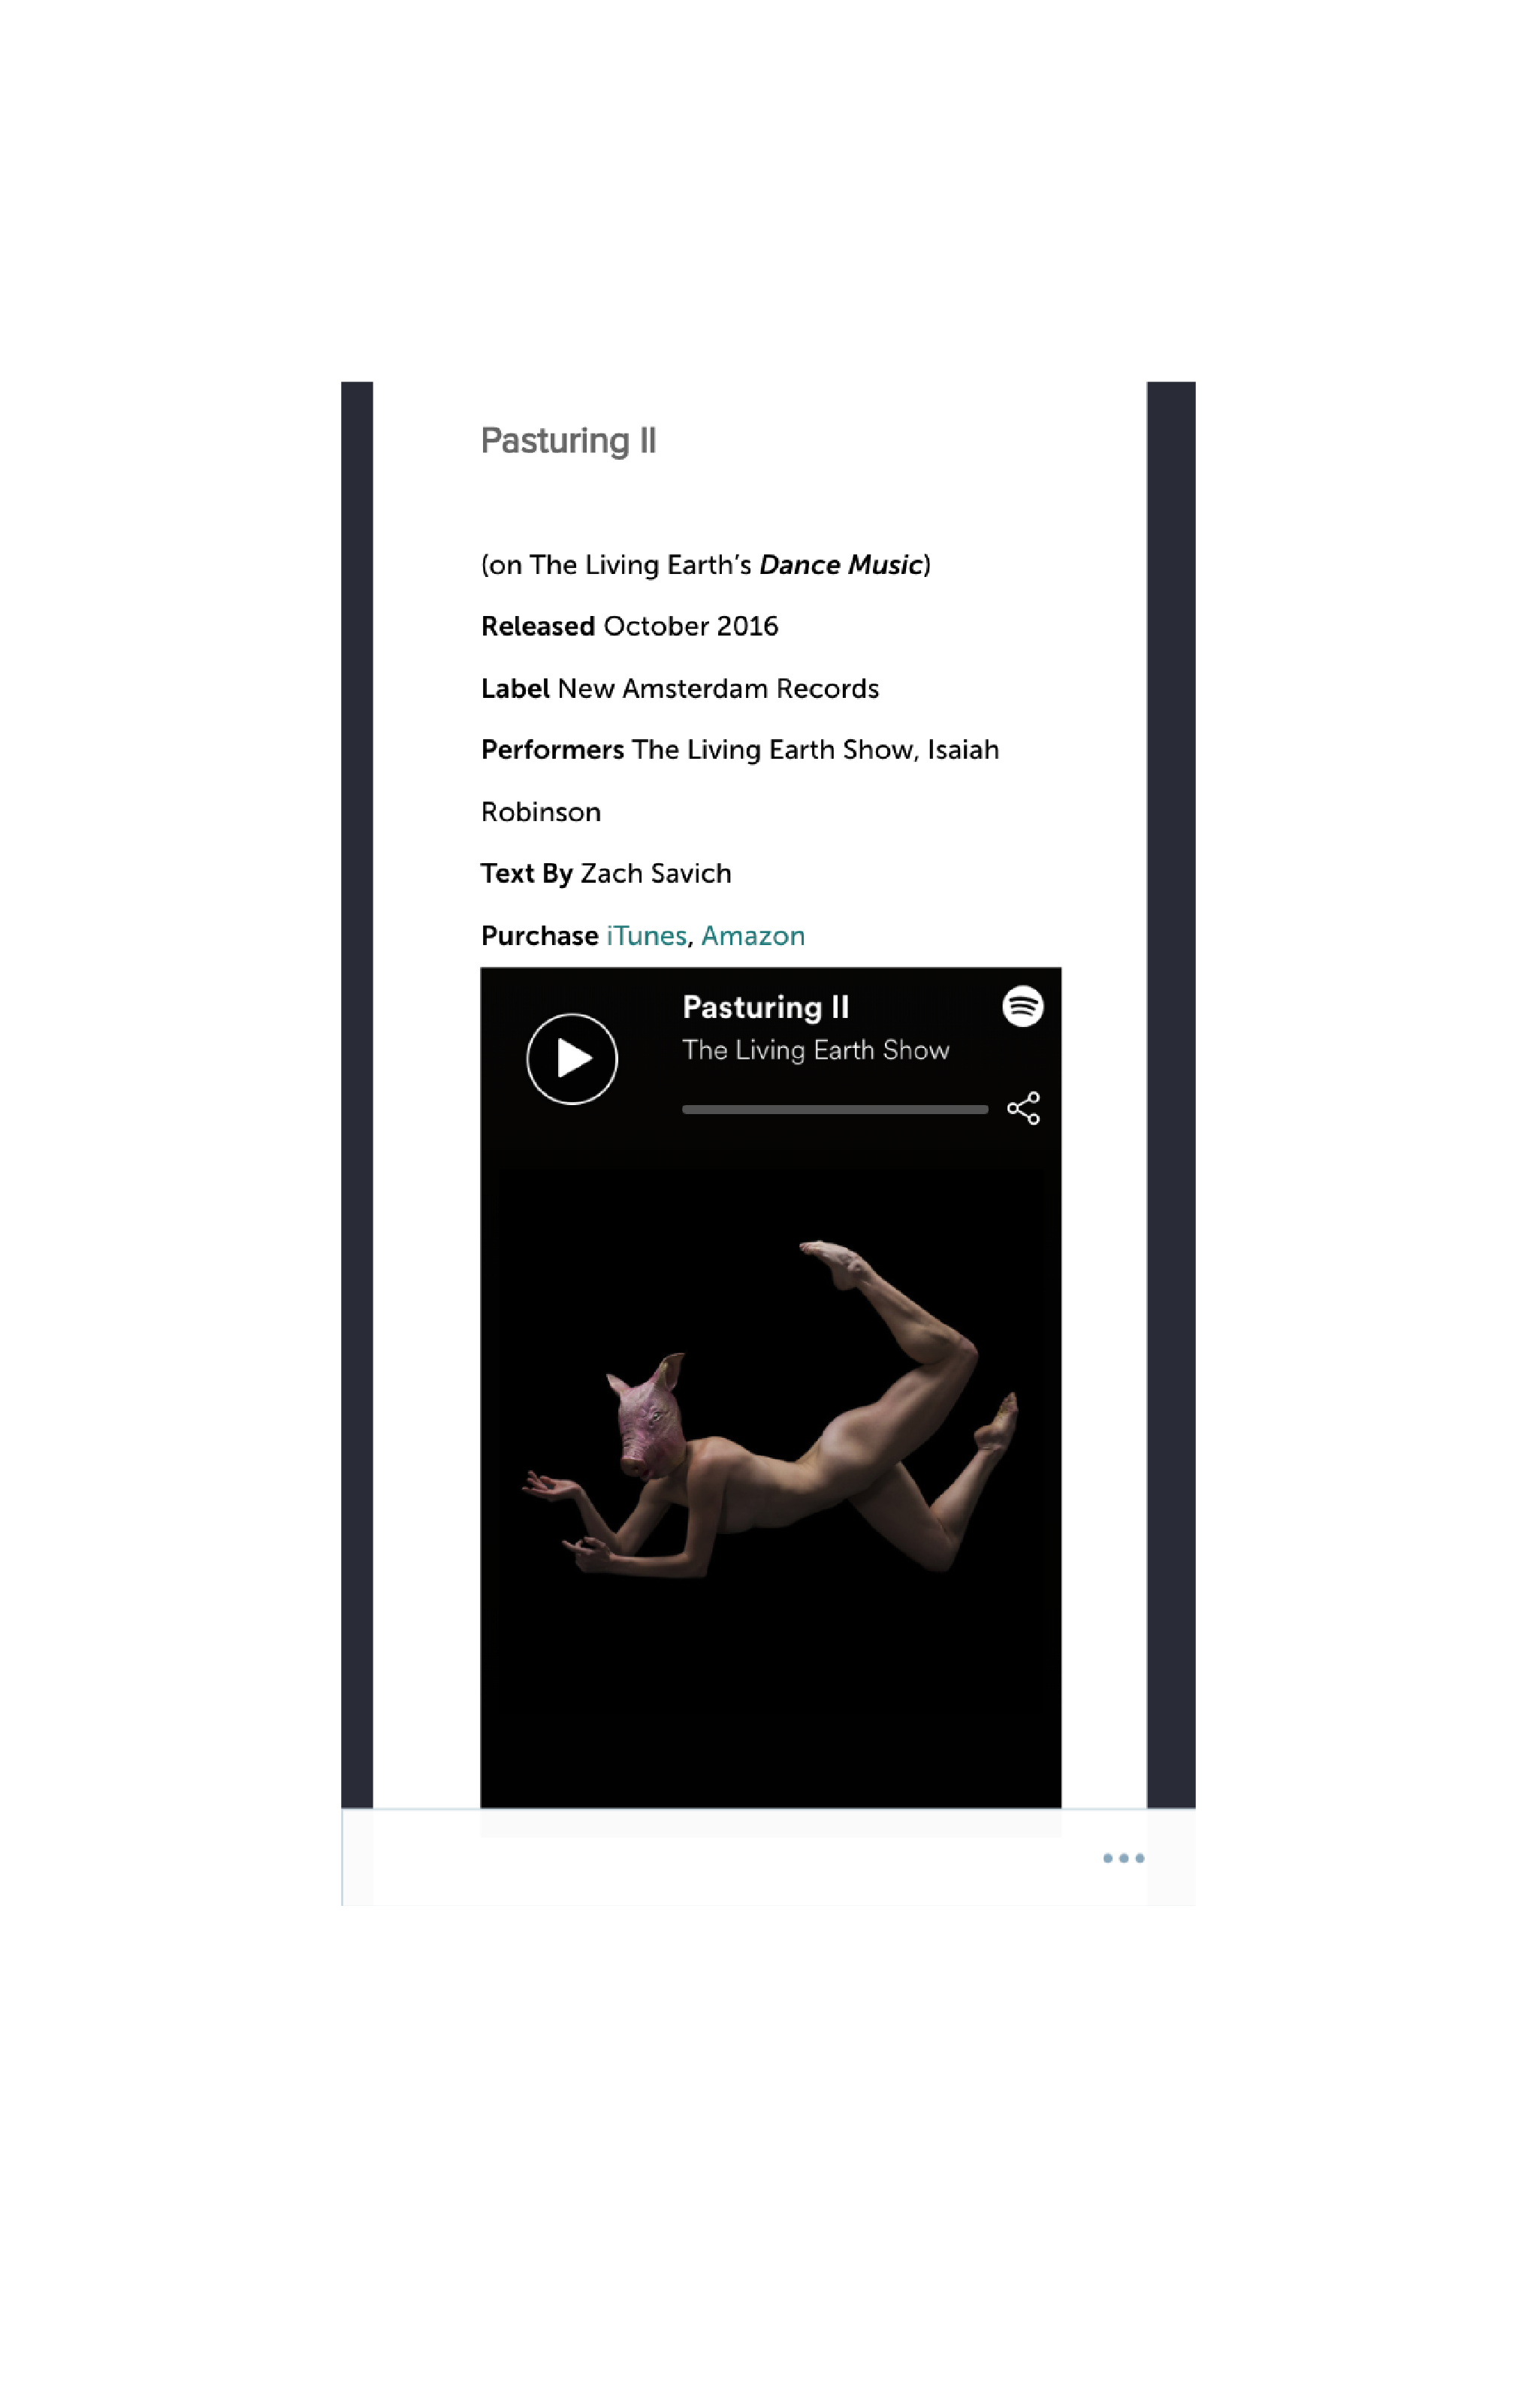 Pasturing II
(on The Living Earth’s Dance Music)
Released October 2016
Label New Amsterdam Records
Performers The Living Earth Show, Isaiah
Robinson
Text By Zach Savich
Purchase iTunes, Amazon
Pasturing II
The Living Earth Show